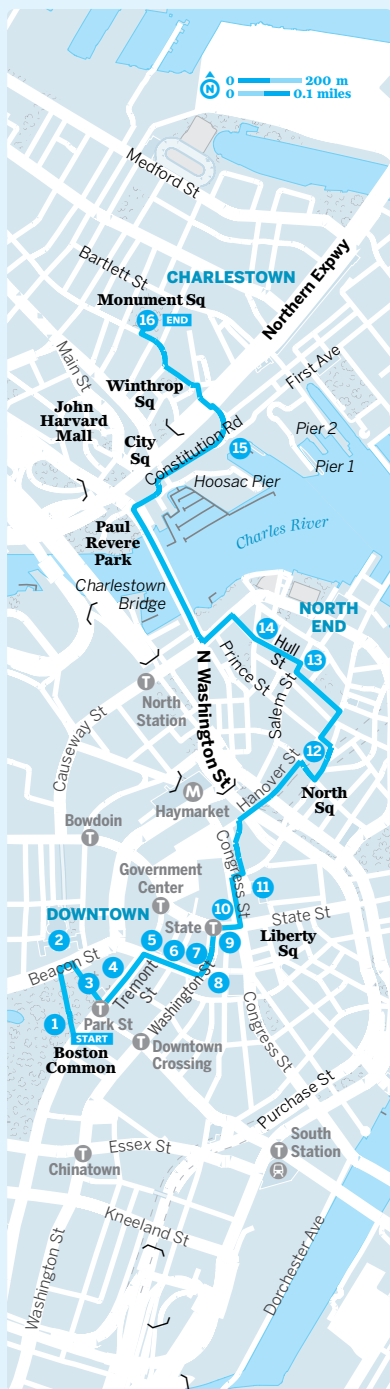 N
0 200 m
0 0.1 miles
Medford St
Bartlett St
CHARLESTOWN
Monument Sq
16 END
Northern Expwy
Main St
Winthrop
Sq
First Ave
John
Harvard
Mall
City
Sq
Constitution Rd
15
Pier 2
Pier 1
Hoosac Pier
Charles River
Paul
Revere
Park
Charlestown
Bridge
NORTH
END
14
Hull
St
13
Prince St
Salem St
N Washington St
T
North
Station
Causeway St
12
Hanover St
North
Sq
M
Haymarket
Bowdoin
T
Congress St
Government
Center
T
11
10
DOWNTOWN
State T
State St
Liberty
Sq
2
Beacon St
5
6
7
9
4
3
Tremont
St
Washington St
8
1
T
Park St
START
Boston
Common
T Downtown
Crossing
Congress St
Purchase St
Essex St
South
Station
T
T
Chinatown
Kneeland St
Washington St
Dorchester Ave